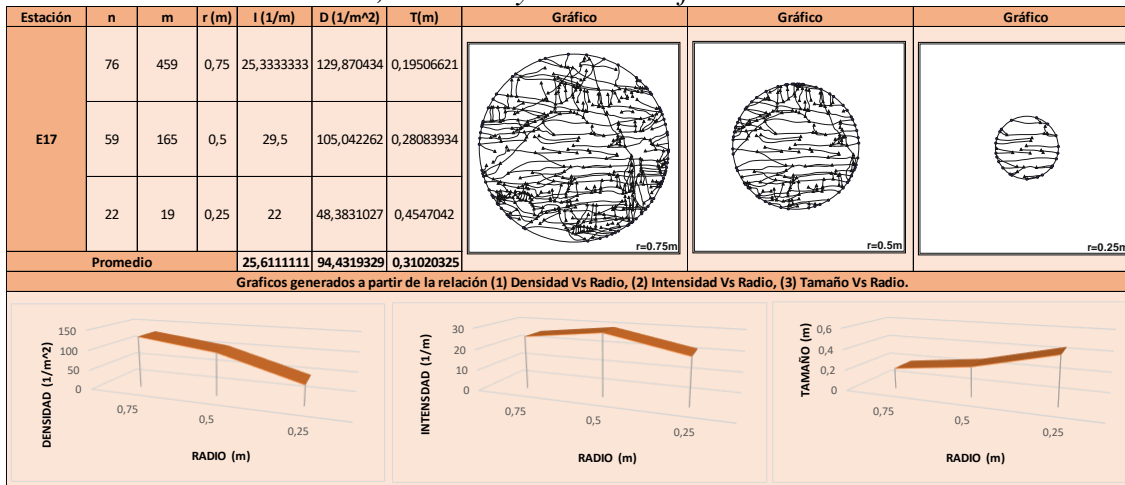 Estación n m r (m) I (1/m) D (1/m^2) T(m) Gráfico Gráfico Gráfico
E17
76 459 0,75 25,3333333 129,870434 0,19506621
59 165 0,5 29,5 105,042262 0,28083934
22 19 0,25 22 48,3831027 0,4547042
r=0.75m r=0.5m r=0.25m
Promedio 25,6111111 94,4319329 0,31020325
Graficos generados a partir de la relación (1) Densidad Vs Radio, (2) Intensidad Vs Radio, (3) Tamaño Vs Radio.
DENSIDAD (1/m^2)
150
100
50
0
0,75
0,5
0,25
RADIO (m)
INTENSDAD (1/m)
30
20
10
0
0,75
0,5
0,25
RADIO (m)
TAMAÑO (m)
0,6
0,4
0,2
0
0,75
0,5
0,25
RADIO (m)